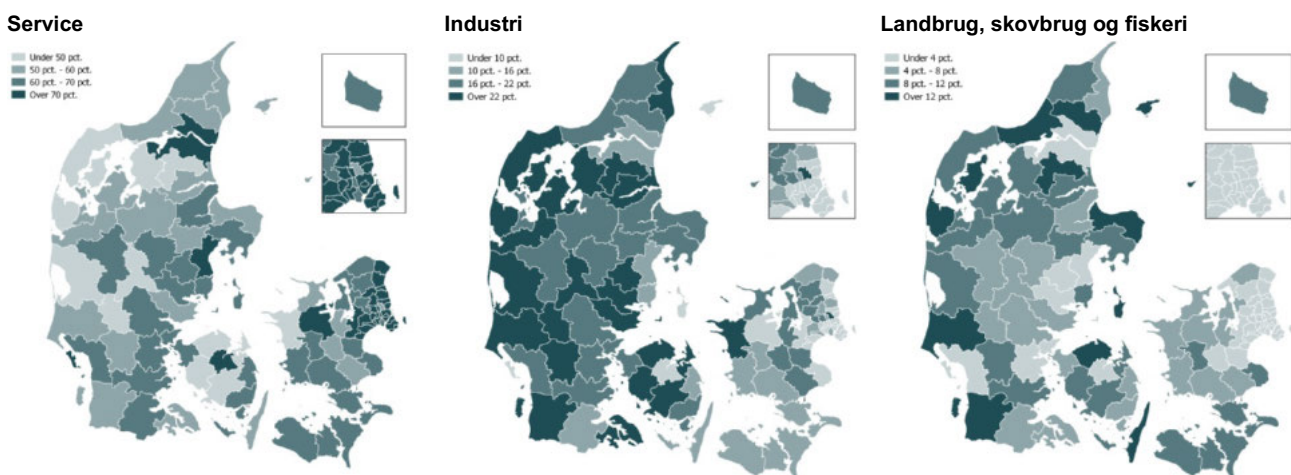 Service
Under 50 pct.
50 pct. - 60 pct.
60 pct. - 70 pct.
Over 70 pct.
Industri
Under 10 pct.
10 pct. - 16 pct.
16 pct. - 22 pct.
Over 22 pct.
Landbrug, skovbrug og fiskeri
Under 4 pct.
4 pct. - 8 pct.
8 pct. - 12 pct.
Over 12 pct.